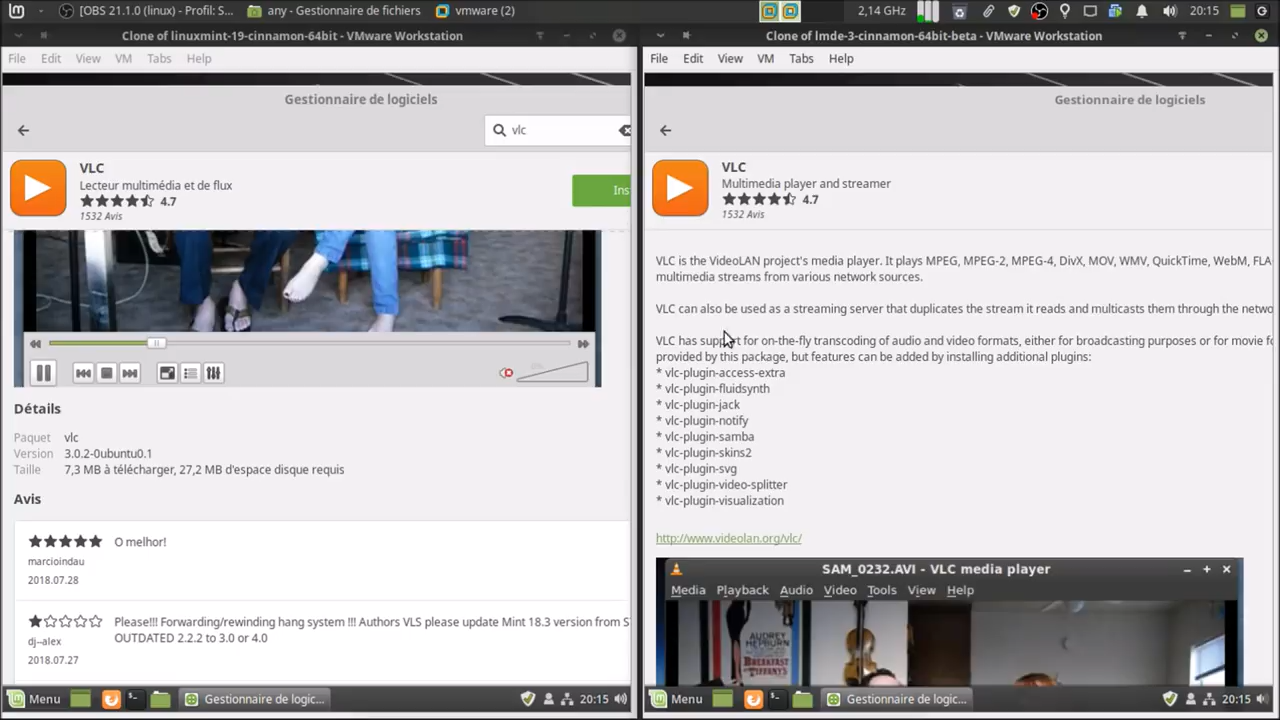 [OBS 21.1.0 (linux) - Profil: S...
any - Gestionnaire de fichiers
vmware (2)
2,14 GHz
20:15
Clone of linuxmint-19-cinnamon-64bit - VMware Workstation
File Edit View VM Tabs Help
Gestionnaire de logiciels
vlc
VLC
Lecteur multimédia et de flux
4.7
1532 Avis
Ins
Détails
Paquet vlc
Version 3.0.2-0ubuntu0.1
Taille 7,3 MB à télécharger, 27,2 MB d'espace disque requis
Avis
O melhor!
marcioindau
2018.07.28
Please!!! Forwarding/rewinding hang system !!! Authors VLS please update Mint 18.3 version from S
OUTDATED 2.2.2 to 3.0 or 4.0
dj--alex
2018.07.27
Menu
Gestionnaire de logic...
20:15
Clone of lmde-3-cinnamon-64bit-beta - VMware Workstation
File Edit View VM Tabs Help
Gestionnaire de logiciels
VLC
Multimedia player and streamer
4.7
1532 Avis
VLC is the VideoLAN project's media player. It plays MPEG, MPEG-2, MPEG-4, DivX, MOV, WMV, QuickTime, WebM, FLA
multimedia streams from various network sources.
VLC can also be used as a streaming server that duplicates the stream it reads and multicasts them through the netwo
VLC has support for on-the-fly transcoding of audio and video formats, either for broadcasting purposes or for movie fo
provided by this package, but features can be added by installing additional plugins:
* vlc-plugin-access-extra
* vlc-plugin-fluidsynth
* vlc-plugin-jack
* vlc-plugin-notify
* vlc-plugin-samba
* vlc-plugin-skins2
* vlc-plugin-svg
* vlc-plugin-video-splitter
* vlc-plugin-visualization
http://www.videolan.org/vlc/
SAM_0232.AVI - VLC media player
Media Playback Audio Video Tools View Help
AUDREY
HEPBURN
BREAKFAST
TIFFANY'S
Menu
Gestionnaire de logic...
20:15